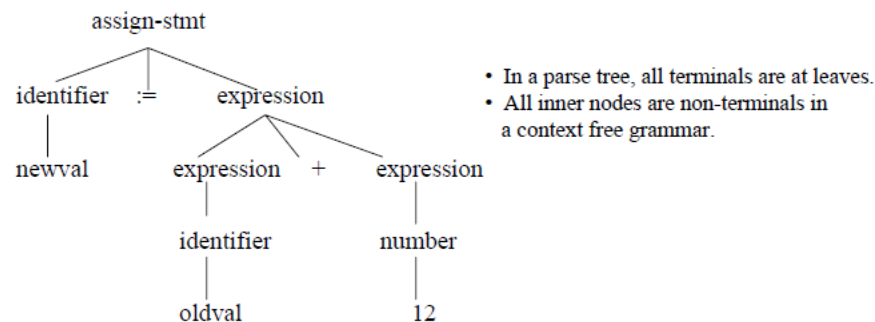 assign-stmt
identifier := expression
newval expression + expression
identifier number
oldval 12
• In a parse tree, all terminals are at leaves.
• All inner nodes are non-terminals in
a context free grammar.